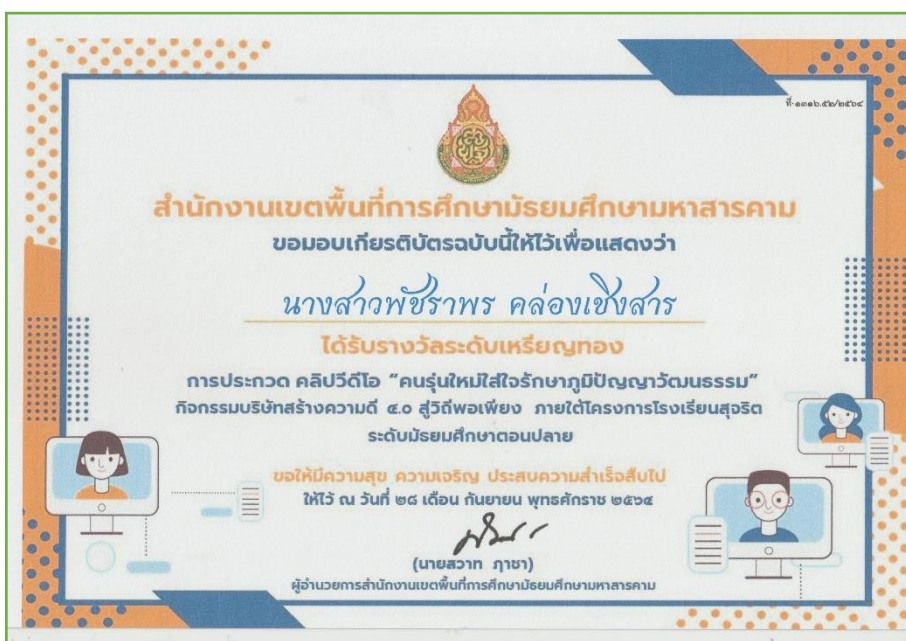 ที่ ๑๓๑๖.๕๒/๒๕๖๔
สำนักงานเขตพื้นที่การศึกษามัธยมศึกษามหาสารคาม
ขอมอบเกียรติบัตรฉบับนี้ให้ไว้เพื่อแสดงว่า
นางสาวพัชราพร คล่องเชิงสาร
ได้รับรางวัลระดับเหรียญทอง
การประกวด คลิปวีดีโอ "คนรุ่นใหม่ใส่ใจรักษาภูมิปัญญาวัฒนธรรม"
กิจกรรมบริษัทสร้างความดี ๔.๐ สู่วิถีพอเพียง ภายใต้โครงการโรงเรียนสุจริต
ระดับมัธยมศึกษาตอนปลาย
ขอให้มีความสุข ความเจริญ ประสบความสำเร็จสืบไป
ให้ไว้ ณ วันที่ ๒๘ เดือน กันยายน พุทธศักราช ๒๕๖๔
(นายสวาท ฦาชา)
ผู้อำนวยการสำนักงานเขตพื้นที่การศึกษามัธยมศึกษามหาสารคาม